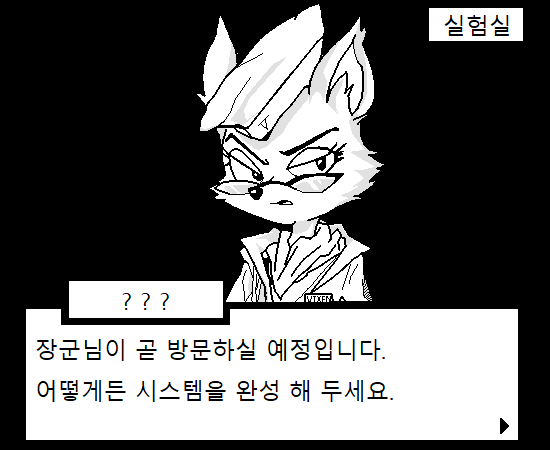 실험실
? ? ?
장군님이 곧 방문하실 예정입니다.
어떻게든 시스템을 완성 해 두세요.